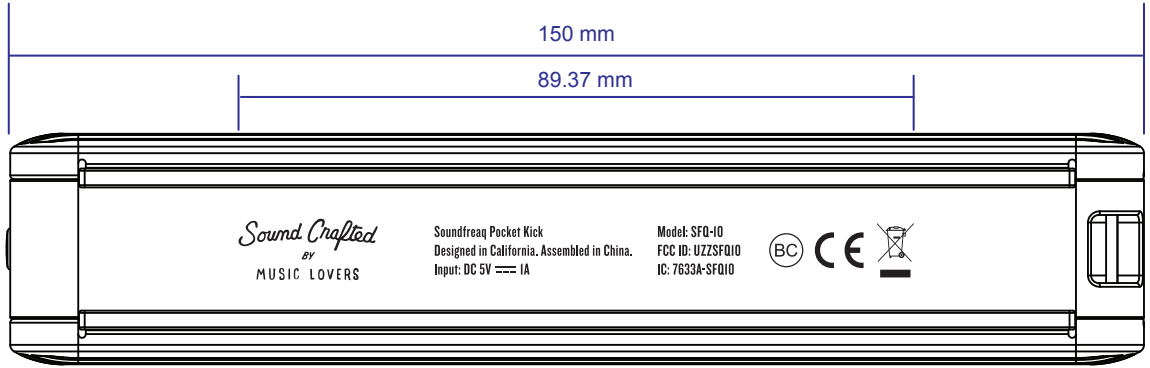 150 mm
89.37 mm
Sound Crafted
BY
MUSIC LOVERS
Soundfreaq Pocket Kick
Designed in California. Assembled in China.
Input: DC 5V ⎓ 1A
Model: SFQ-10
FCC ID: UZZSFQ10
IC: 7633A-SFQ10
BC
CE